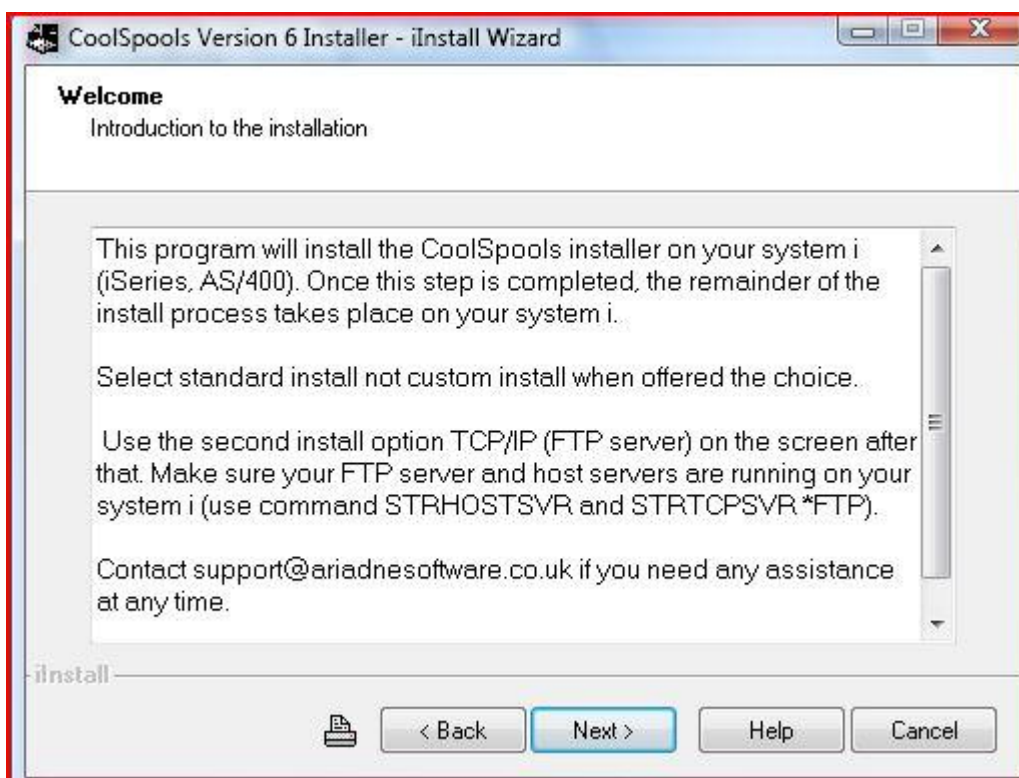 CoolSpools Version 6 Installer - iInstall Wizard
Welcome
Introduction to the installation
This program will install the CoolSpools installer on your system i
(iSeries, AS/400). Once this step is completed, the remainder of the
install process takes place on your system i.
Select standard install not custom install when offered the choice.
Use the second install option TCP/IP (FTP server) on the screen after
that. Make sure your FTP server and host servers are running on your
system i (use command STRHOSTSVR and STRTCPSVR *FTP).
Contact support@ariadnesoftware.co.uk if you need any assistance
at any time.
iInstall
< Back Next > Help Cancel